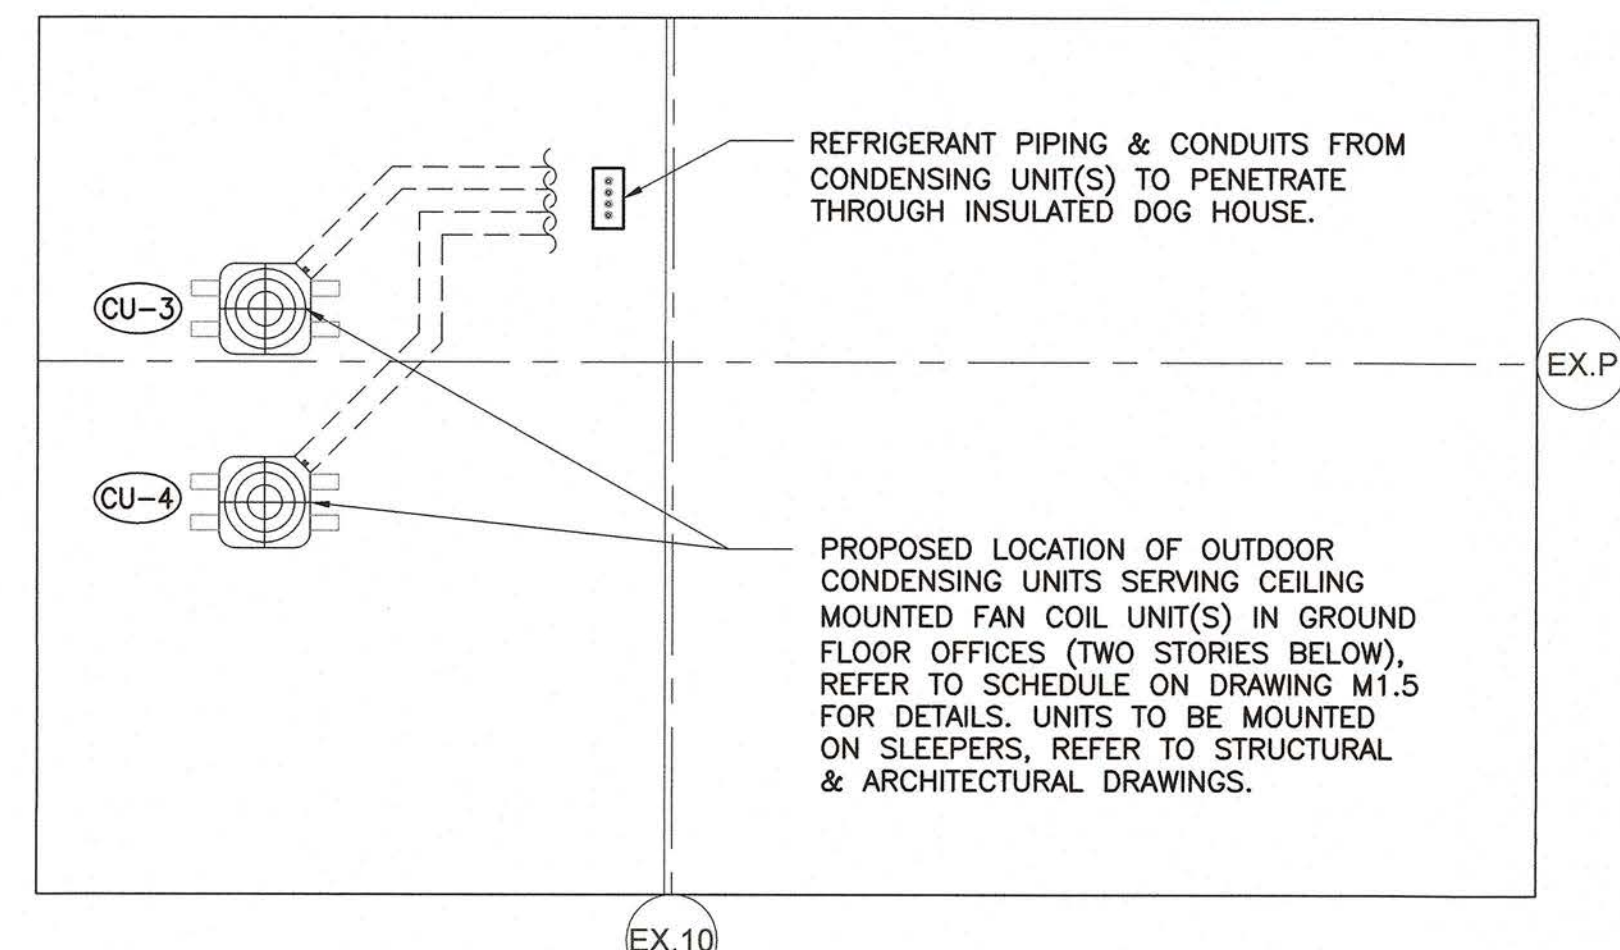 REFRIGERANT PIPING & CONDUITS FROM
CONDENSING UNIT(S) TO PENETRATE
THROUGH INSULATED DOG HOUSE.
CU-3
EX.P
CU-4
PROPOSED LOCATION OF OUTDOOR
CONDENSING UNITS SERVING CEILING
MOUNTED FAN COIL UNIT(S) IN GROUND
FLOOR OFFICES (TWO STORIES BELOW),
REFER TO SCHEDULE ON DRAWING M1.5
FOR DETAILS. UNITS TO BE MOUNTED
ON SLEEPERS, REFER TO STRUCTURAL
& ARCHITECTURAL DRAWINGS.
EX.10